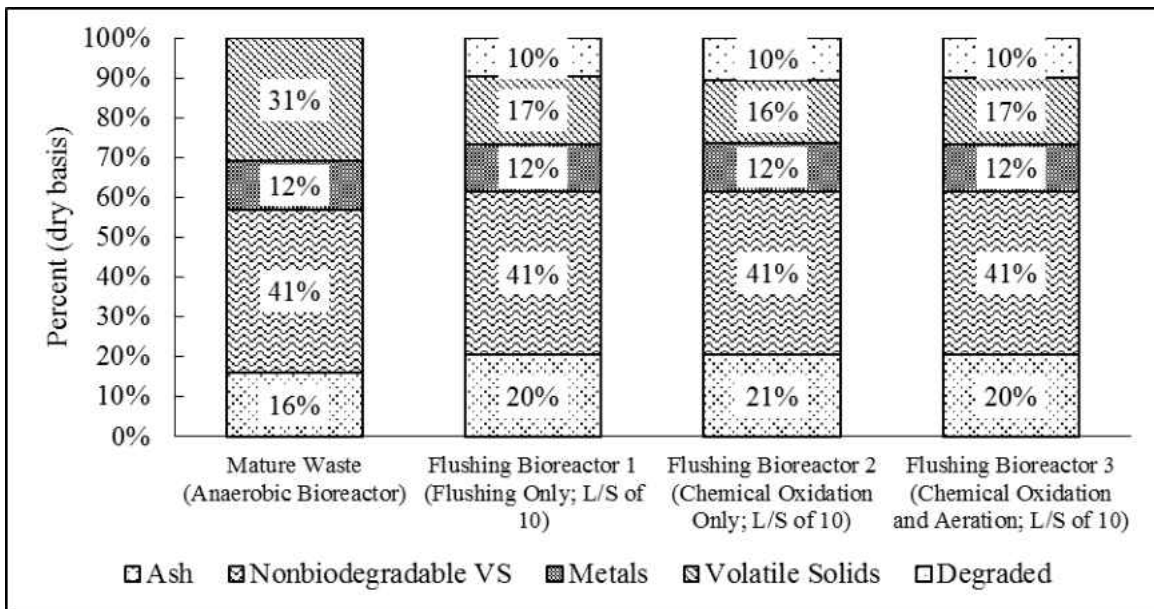 100%
90%
80%
70%
60%
50%
40%
30%
20%
10%
0%
Percent (dry basis)
31%
12%
41%
16%
10%
17%
12%
41%
20%
10%
16%
12%
41%
21%
10%
17%
12%
41%
20%
Mature Waste
(Anaerobic Bioreactor)
Flushing Bioreactor 1
(Flushing Only; L/S of
10)
Flushing Bioreactor 2
(Chemical Oxidation
Only; L/S of 10)
Flushing Bioreactor 3
(Chemical Oxidation
and Aeration; L/S of 10)
Ash Nonbiodegradable VS Metals Volatile Solids Degraded